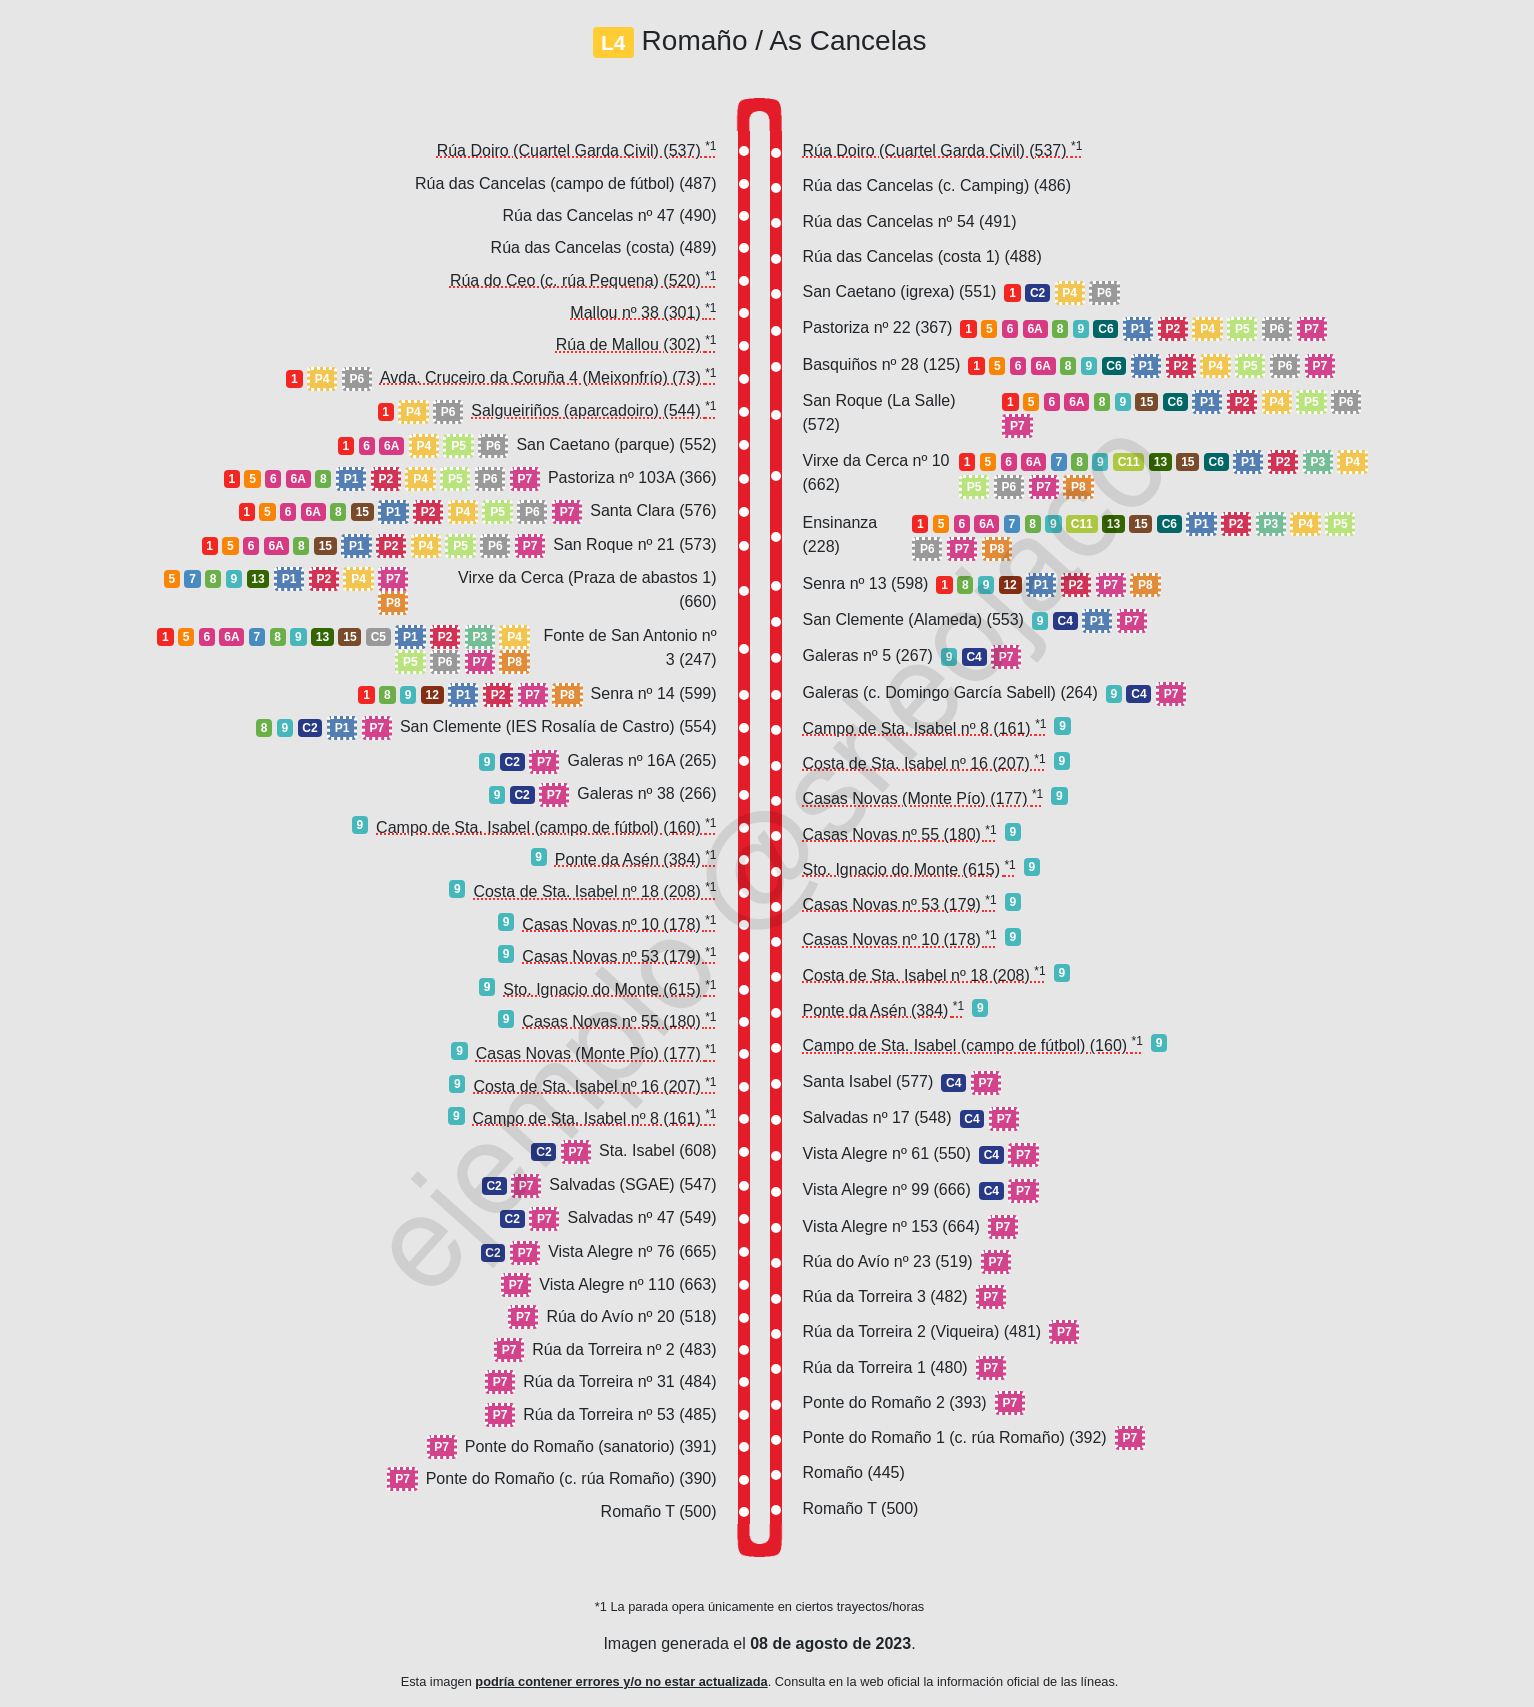 L4 Romaño / As Cancelas
Rúa Doiro (Cuartel Garda Civil) (537) *1
Rúa das Cancelas (campo de fútbol) (487)
Rúa das Cancelas nº 47 (490)
Rúa das Cancelas (costa) (489)
Rúa do Ceo (c. rúa Pequena) (520) *1
Mallou nº 38 (301) *1
Rúa de Mallou (302) *1
1 P4 P6 Avda. Cruceiro da Coruña 4 (Meixonfrío) (73) *1
1 P4 P6 Salgueiriños (aparcadoiro) (544) *1
1 6 6A P4 P5 P6 San Caetano (parque) (552)
1 5 6 6A 8 P1 P2 P4 P5 P6 P7 Pastoriza nº 103A (366)
1 5 6 6A 8 15 P1 P2 P4 P5 P6 P7 Santa Clara (576)
1 5 6 6A 8 15 P1 P2 P4 P5 P6 P7 San Roque nº 21 (573)
5 7 8 9 13 P1 P2 P4 P7 Virxe da Cerca (Praza de abastos 1)
P8 (660)
1 5 6 6A 7 8 9 13 15 C5 P1 P2 P3 P4 Fonte de San Antonio nº
P5 P6 P7 P8 3 (247)
1 8 9 12 P1 P2 P7 P8 Senra nº 14 (599)
8 9 C2 P1 P7 San Clemente (IES Rosalía de Castro) (554)
9 C2 P7 Galeras nº 16A (265)
9 C2 P7 Galeras nº 38 (266)
9 Campo de Sta. Isabel (campo de fútbol) (160) *1
9 Ponte da Asén (384) *1
9 Costa de Sta. Isabel nº 18 (208) *1
9 Casas Novas nº 10 (178) *1
9 Casas Novas nº 53 (179) *1
9 Sto. Ignacio do Monte (615) *1
9 Casas Novas nº 55 (180) *1
9 Casas Novas (Monte Pío) (177) *1
9 Costa de Sta. Isabel nº 16 (207) *1
9 Campo de Sta. Isabel nº 8 (161) *1
C2 P7 Sta. Isabel (608)
C2 P7 Salvadas (SGAE) (547)
C2 P7 Salvadas nº 47 (549)
C2 P7 Vista Alegre nº 76 (665)
P7 Vista Alegre nº 110 (663)
P7 Rúa do Avío nº 20 (518)
P7 Rúa da Torreira nº 2 (483)
P7 Rúa da Torreira nº 31 (484)
P7 Rúa da Torreira nº 53 (485)
P7 Ponte do Romaño (sanatorio) (391)
P7 Ponte do Romaño (c. rúa Romaño) (390)
Romaño T (500)
Rúa Doiro (Cuartel Garda Civil) (537) *1
Rúa das Cancelas (c. Camping) (486)
Rúa das Cancelas nº 54 (491)
Rúa das Cancelas (costa 1) (488)
San Caetano (igrexa) (551) 1 C2 P4 P6
Pastoriza nº 22 (367) 1 5 6 6A 8 9 C6 P1 P2 P4 P5 P6 P7
Basquiños nº 28 (125) 1 5 6 6A 8 9 C6 P1 P2 P4 P5 P6 P7
San Roque (La Salle) 1 5 6 6A 8 9 15 C6 P1 P2 P4 P5 P6
(572) P7
Virxe da Cerca nº 10 1 5 6 6A 7 8 9 C11 13 15 C6 P1 P2 P3 P4
(662) P5 P6 P7 P8
Ensinanza 1 5 6 6A 7 8 9 C11 13 15 C6 P1 P2 P3 P4 P5
(228) P6 P7 P8
Senra nº 13 (598) 1 8 9 12 P1 P2 P7 P8
San Clemente (Alameda) (553) 9 C4 P1 P7
Galeras nº 5 (267) 9 C4 P7
Galeras (c. Domingo García Sabell) (264) 9 C4 P7
Campo de Sta. Isabel nº 8 (161) *1 9
Costa de Sta. Isabel nº 16 (207) *1 9
Casas Novas (Monte Pío) (177) *1 9
Casas Novas nº 55 (180) *1 9
Sto. Ignacio do Monte (615) *1 9
Casas Novas nº 53 (179) *1 9
Casas Novas nº 10 (178) *1 9
Costa de Sta. Isabel nº 18 (208) *1 9
Ponte da Asén (384) *1 9
Campo de Sta. Isabel (campo de fútbol) (160) *1 9
Santa Isabel (577) C4 P7
Salvadas nº 17 (548) C4 P7
Vista Alegre nº 61 (550) C4 P7
Vista Alegre nº 99 (666) C4 P7
Vista Alegre nº 153 (664) P7
Rúa do Avío nº 23 (519) P7
Rúa da Torreira 3 (482) P7
Rúa da Torreira 2 (Viqueira) (481) P7
Rúa da Torreira 1 (480) P7
Ponte do Romaño 2 (393) P7
Ponte do Romaño 1 (c. rúa Romaño) (392) P7
Romaño (445)
Romaño T (500)
ejemplo @srleojaco
*1 La parada opera únicamente en ciertos trayectos/horas
Imagen generada el 08 de agosto de 2023.
Esta imagen podría contener errores y/o no estar actualizada. Consulta en la web oficial la información oficial de las líneas.